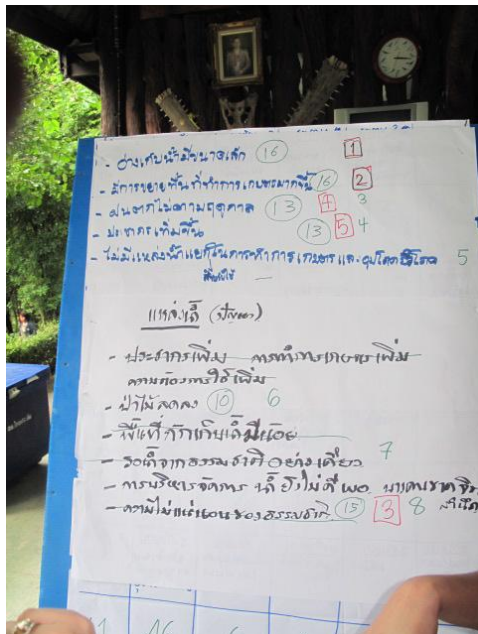 - อ่างเก็บน้ำมีขนาดเล็ก 16 1
- มีการขยายพื้นที่ทำการเกษตรมากขึ้น 16 2
- ฝนตกไม่ตามฤดูกาล 13 4 3
- ประชากรเพิ่มขึ้น 13 5 4
- ไม่มีแหล่งน้ำแยกในการทำการเกษตรและอุปโภคบริโภค 5
แหล่งน้ำ (ปัญหา)
- ประชากรเพิ่ม การทำการเกษตรเพิ่ม
ความต้องการใช้เพิ่ม
- ป่าไม้ลดลง 10 6
- พื้นที่กักเก็บน้ำมีน้อย
- รอน้ำจากธรรมชาติอย่างเดียว 7
- การบริหารจัดการ น้ำยังไม่ดีพอ
- ความไม่แน่นอนของธรรมชาติ 15 3 8